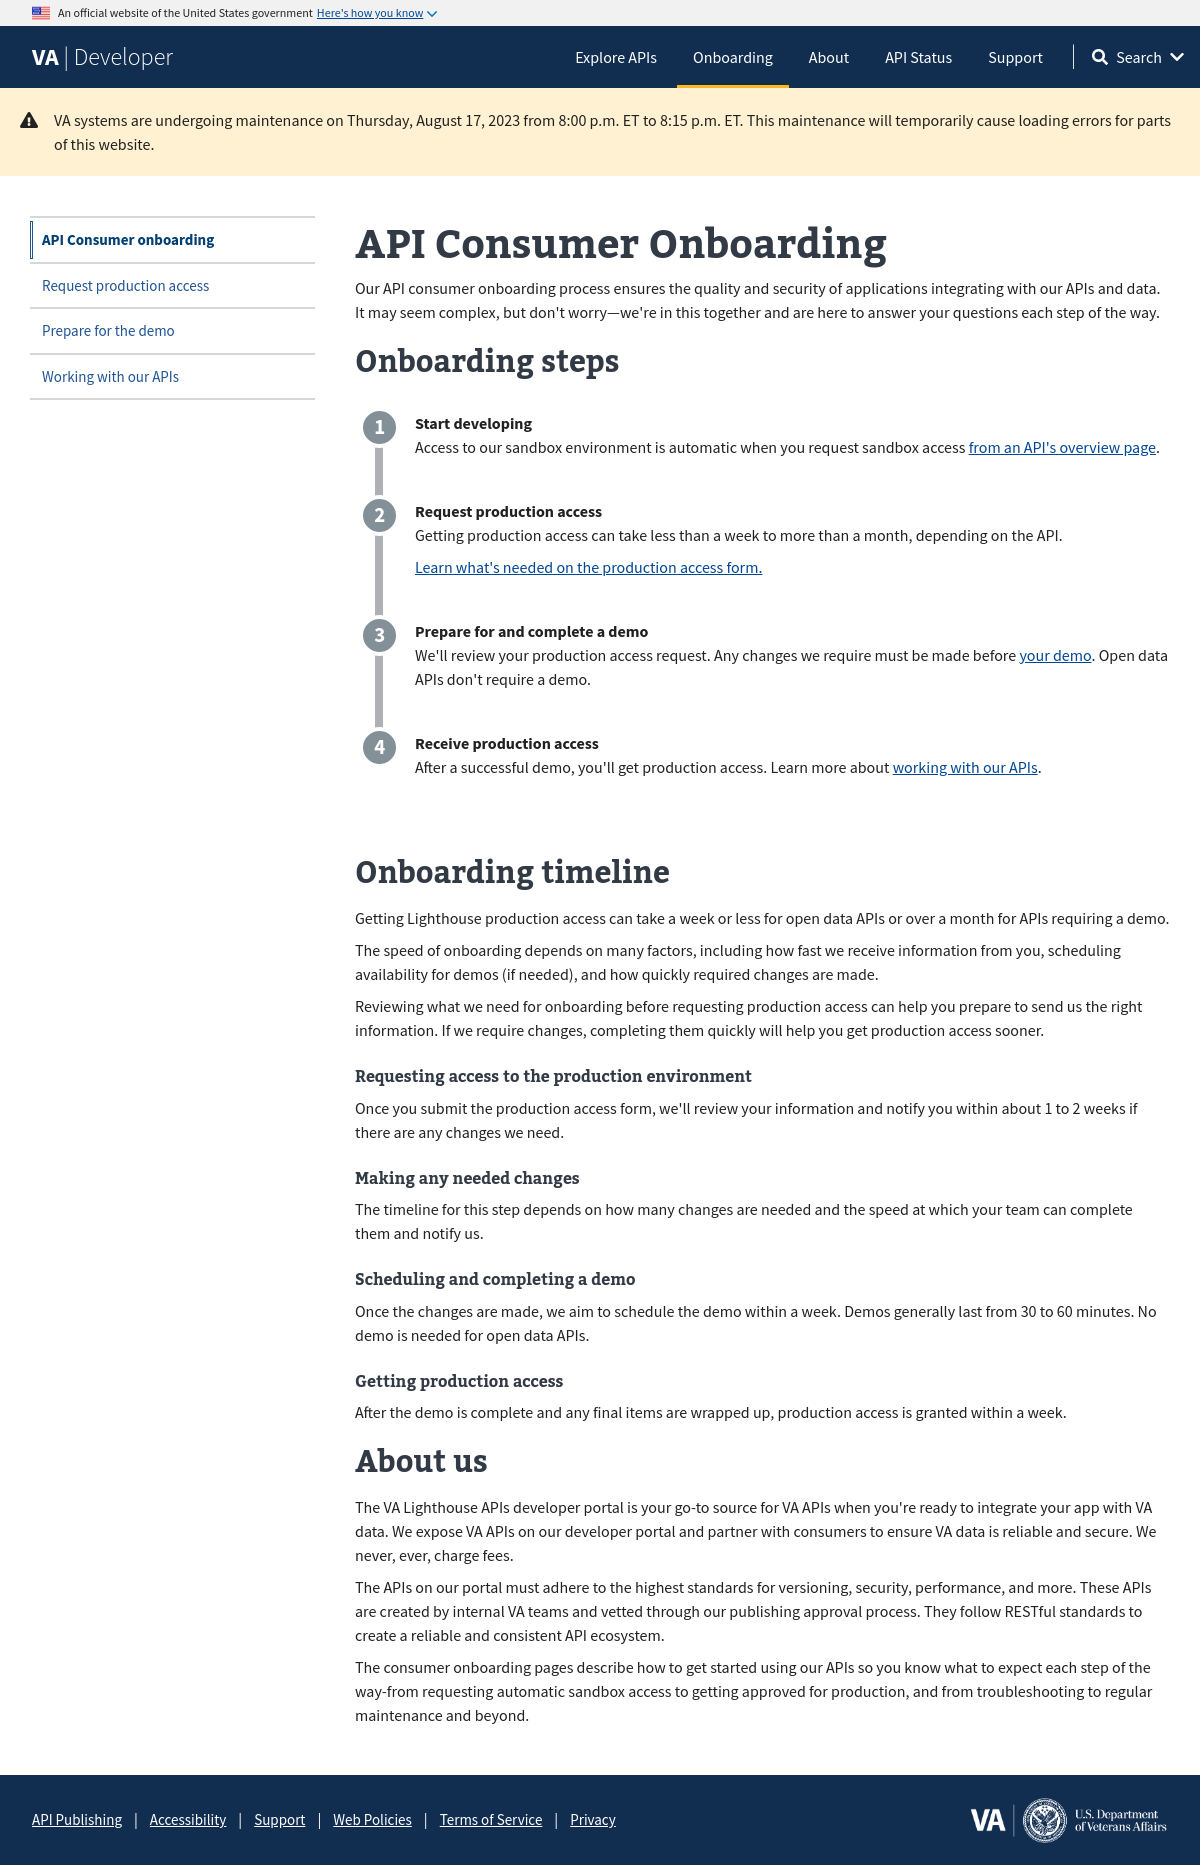 An official website of the United States government Here's how you know
VA | Developer
Explore APIs
Onboarding
About
API Status
Support
Search
VA systems are undergoing maintenance on Thursday, August 17, 2023 from 8:00 p.m. ET to 8:15 p.m. ET. This maintenance will temporarily cause loading errors for parts
of this website.
API Consumer onboarding
Request production access
Prepare for the demo
Working with our APIs
API Consumer Onboarding
Our API consumer onboarding process ensures the quality and security of applications integrating with our APIs and data.
It may seem complex, but don't worry—we're in this together and are here to answer your questions each step of the way.
Onboarding steps
1 Start developing
Access to our sandbox environment is automatic when you request sandbox access from an API's overview page.
2 Request production access
Getting production access can take less than a week to more than a month, depending on the API.
Learn what's needed on the production access form.
3 Prepare for and complete a demo
We'll review your production access request. Any changes we require must be made before your demo. Open data
APIs don't require a demo.
4 Receive production access
After a successful demo, you'll get production access. Learn more about working with our APIs.
Onboarding timeline
Getting Lighthouse production access can take a week or less for open data APIs or over a month for APIs requiring a demo.
The speed of onboarding depends on many factors, including how fast we receive information from you, scheduling
availability for demos (if needed), and how quickly required changes are made.
Reviewing what we need for onboarding before requesting production access can help you prepare to send us the right
information. If we require changes, completing them quickly will help you get production access sooner.
Requesting access to the production environment
Once you submit the production access form, we'll review your information and notify you within about 1 to 2 weeks if
there are any changes we need.
Making any needed changes
The timeline for this step depends on how many changes are needed and the speed at which your team can complete
them and notify us.
Scheduling and completing a demo
Once the changes are made, we aim to schedule the demo within a week. Demos generally last from 30 to 60 minutes. No
demo is needed for open data APIs.
Getting production access
After the demo is complete and any final items are wrapped up, production access is granted within a week.
About us
The VA Lighthouse APIs developer portal is your go-to source for VA APIs when you're ready to integrate your app with VA
data. We expose VA APIs on our developer portal and partner with consumers to ensure VA data is reliable and secure. We
never, ever, charge fees.
The APIs on our portal must adhere to the highest standards for versioning, security, performance, and more. These APIs
are created by internal VA teams and vetted through our publishing approval process. They follow RESTful standards to
create a reliable and consistent API ecosystem.
The consumer onboarding pages describe how to get started using our APIs so you know what to expect each step of the
way-from requesting automatic sandbox access to getting approved for production, and from troubleshooting to regular
maintenance and beyond.
API Publishing | Accessibility | Support | Web Policies | Terms of Service | Privacy
VA
U.S. Department
of Veterans Affairs